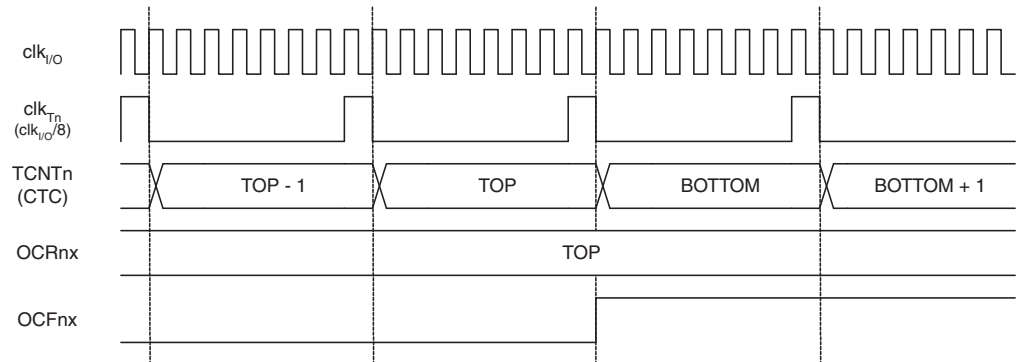 clkI/O
clkTn
(clkI/O/8)
TCNTn
(CTC)
TOP - 1
TOP
BOTTOM
BOTTOM + 1
OCRnx
TOP
OCFnx